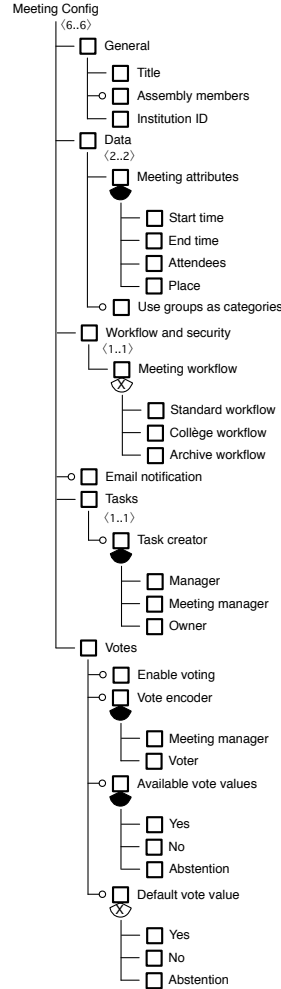 Meeting Config
⟨6..6⟩
General
Title
Assembly members
Institution ID
Data
⟨2..2⟩
Meeting attributes
Start time
End time
Attendees
Place
Use groups as categories
Workflow and security
⟨1..1⟩
Meeting workflow
X
Standard workflow
Collège workflow
Archive workflow
Email notification
Tasks
⟨1..1⟩
Task creator
Manager
Meeting manager
Owner
Votes
Enable voting
Vote encoder
Meeting manager
Voter
Available vote values
Yes
No
Abstention
Default vote value
X
Yes
No
Abstention